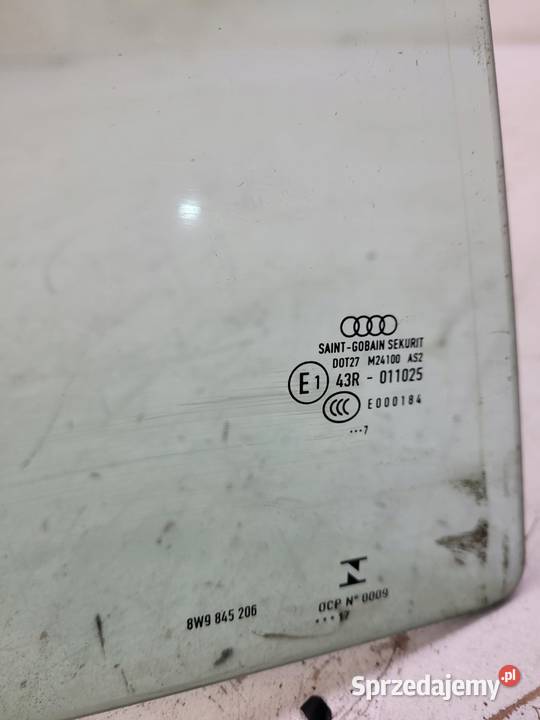 SAINT-GOBAIN SEKURIT
DOT27 M24100 AS2
E1 43R - 011025
CCC E000184
•••7
OCP N° 0009
8W9 845 206
•••17
Sprzedajemy.pl